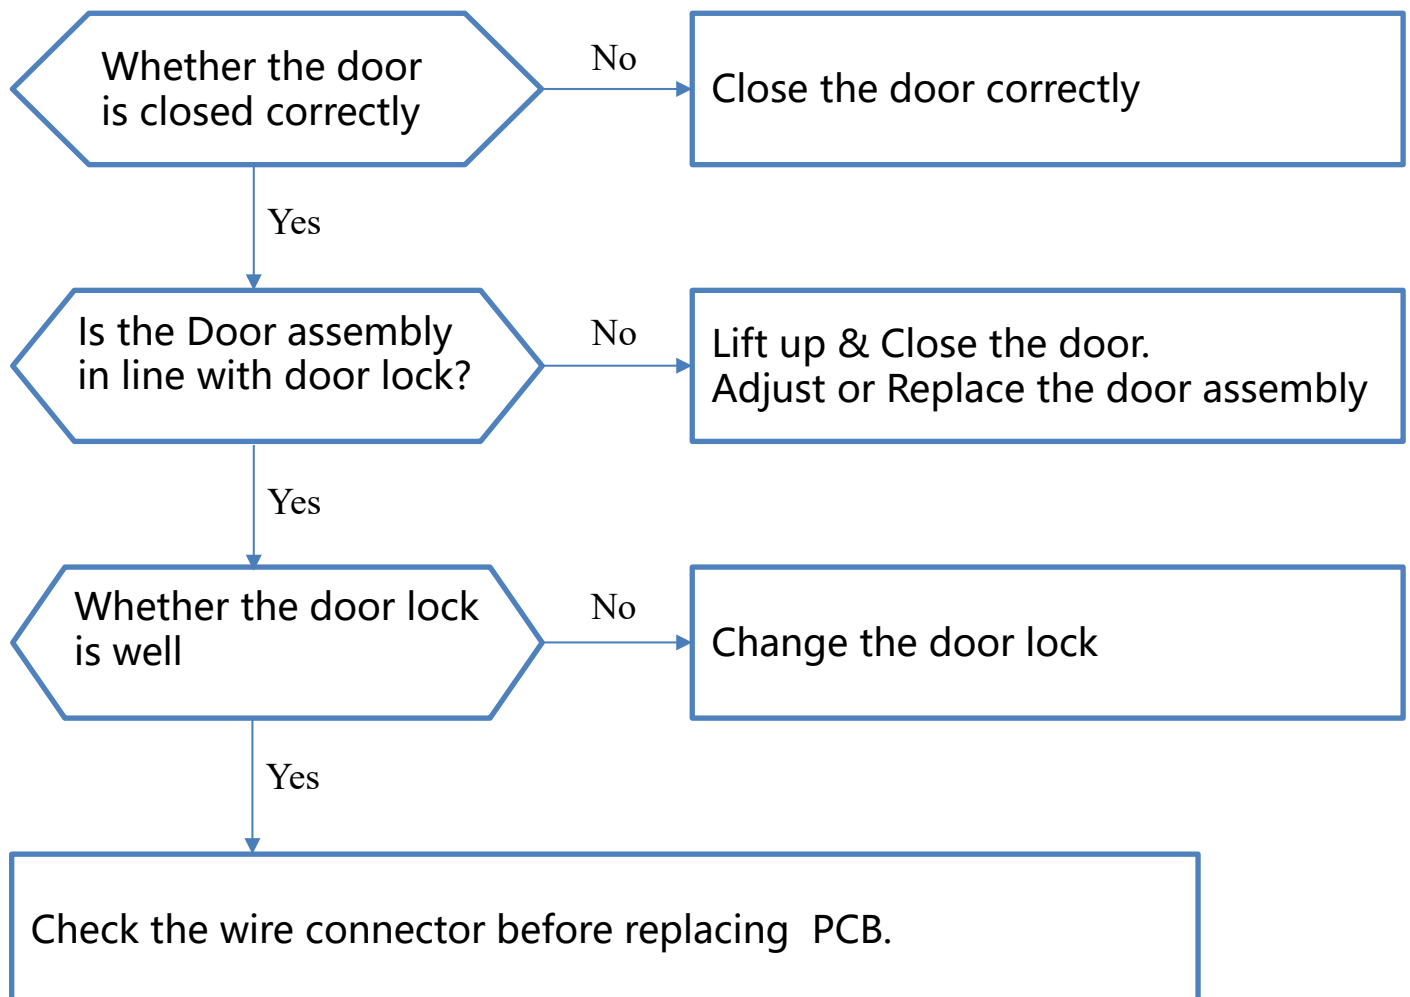 Whether the door
is closed correctly
No
Close the door correctly
Yes
Is the Door assembly
in line with door lock?
No
Lift up & Close the door.
Adjust or Replace the door assembly
Yes
Whether the door lock
is well
No
Change the door lock
Yes
Check the wire connector before replacing  PCB.